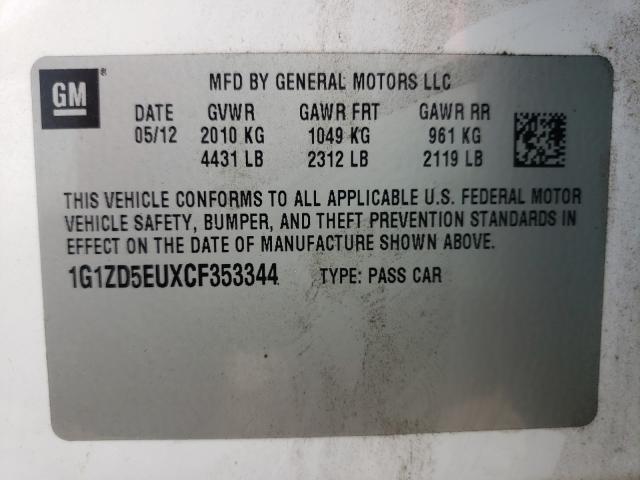 GM ®
MFD BY GENERAL MOTORS LLC
DATE GVWR GAWR FRT GAWR RR
05/12 2010 KG 1049 KG 961 KG
4431 LB 2312 LB 2119 LB
THIS VEHICLE CONFORMS TO ALL APPLICABLE U.S. FEDERAL MOTOR
VEHICLE SAFETY, BUMPER, AND THEFT PREVENTION STANDARDS IN
EFFECT ON THE DATE OF MANUFACTURE SHOWN ABOVE.
1G1ZD5EUXCF353344 TYPE: PASS CAR